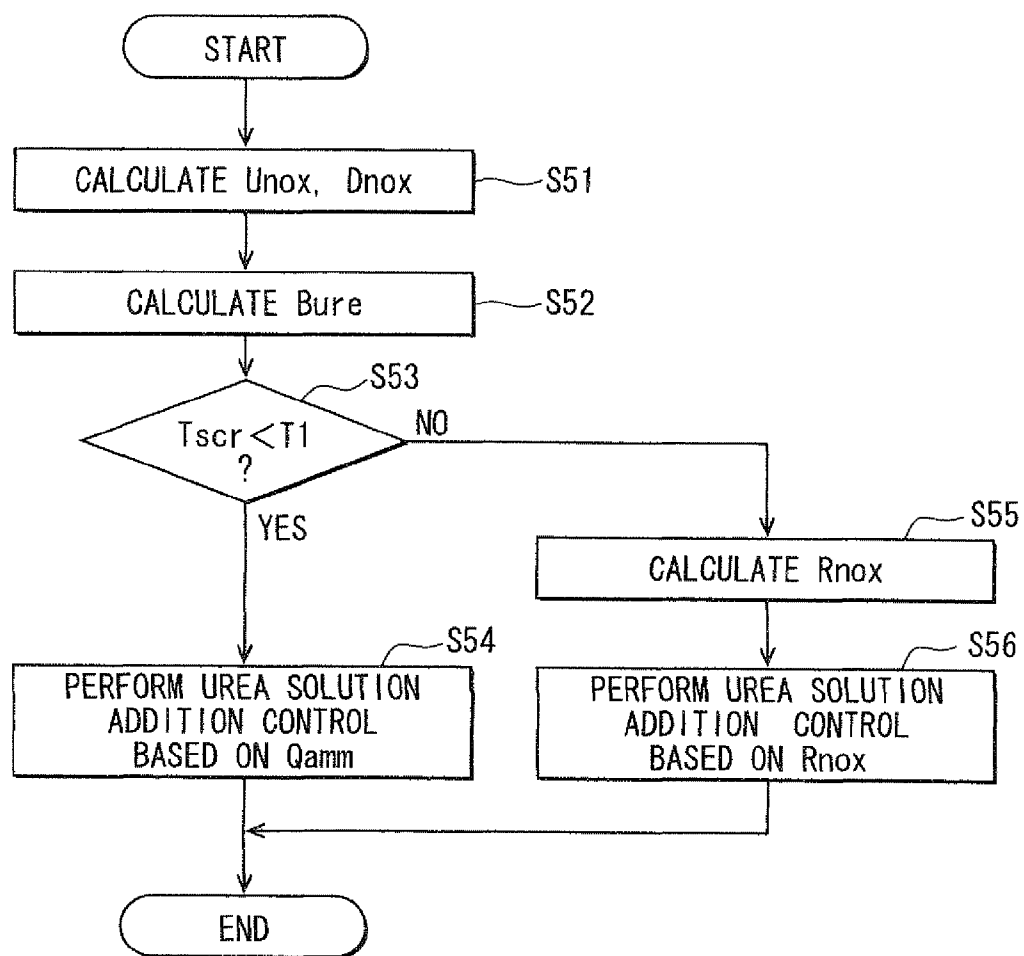 START
CALCULATE Unox, Dnox
S51
CALCULATE Bure
S52
S53
Tscr<T1
?
NO
YES
S55
CALCULATE Rnox
S54
PERFORM UREA SOLUTION
ADDITION CONTROL
BASED ON Qamm
S56
PERFORM UREA SOLUTION
ADDITION CONTROL
BASED ON Rnox
END